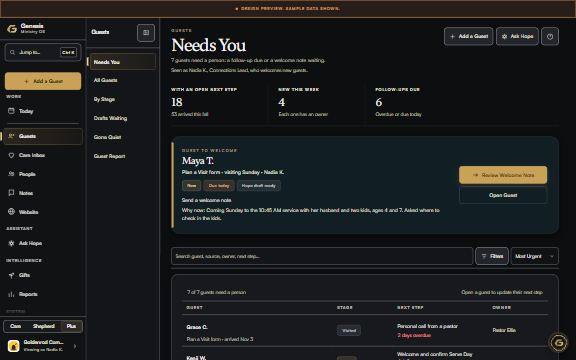 DESIGN PREVIEW. SAMPLE DATA SHOWN.
Genesis
Ministry OS
Jump to...
Ctrl K
+ Add a Guest
WORK
Today
Guests
Care Inbox
People
Notes
Website
ASSISTANT
Ask Hope
INTELLIGENCE
Gifts
Reports
Care
Shepherd
Plus
Goldenrod Com...
Viewing as Nadia K.
Guests
Needs You
All Guests
By Stage
Drafts Waiting
Gone Quiet
Guest Report
GUESTS
Needs You
7 guests need a person: a follow-up due or a welcome note waiting.
Seen as Nadia K., Connections Lead, who welcomes new guests.
+ Add a Guest
Ask Hope
WITH AN OPEN NEXT STEP
18
53 arrived this fall
NEW THIS WEEK
4
Each one has an owner
FOLLOW-UPS DUE
6
Overdue or due today
GUEST TO WELCOME
Maya T.
Plan a Visit form • visiting Sunday • Nadia K.
New
Due today
Hope draft ready
Send a welcome note
Why now: Coming Sunday to the 10:45 AM service with her husband and two kids, ages 4 and 7. Asked where to
check in the kids.
→ Review Welcome Note
Open Guest
Search guest, source, owner, next step...
Filters
Most Urgent
7 of 7 guests need a person
Open a guest to update their next step.
GUEST
STAGE
NEXT STEP
OWNER
Grace C.
Plan a Visit form • arrived Nov 3
Visited
Personal call from a pastor
2 days overdue
Pastor Ellie
Kenji W.
Welcome and confirm Serve Day